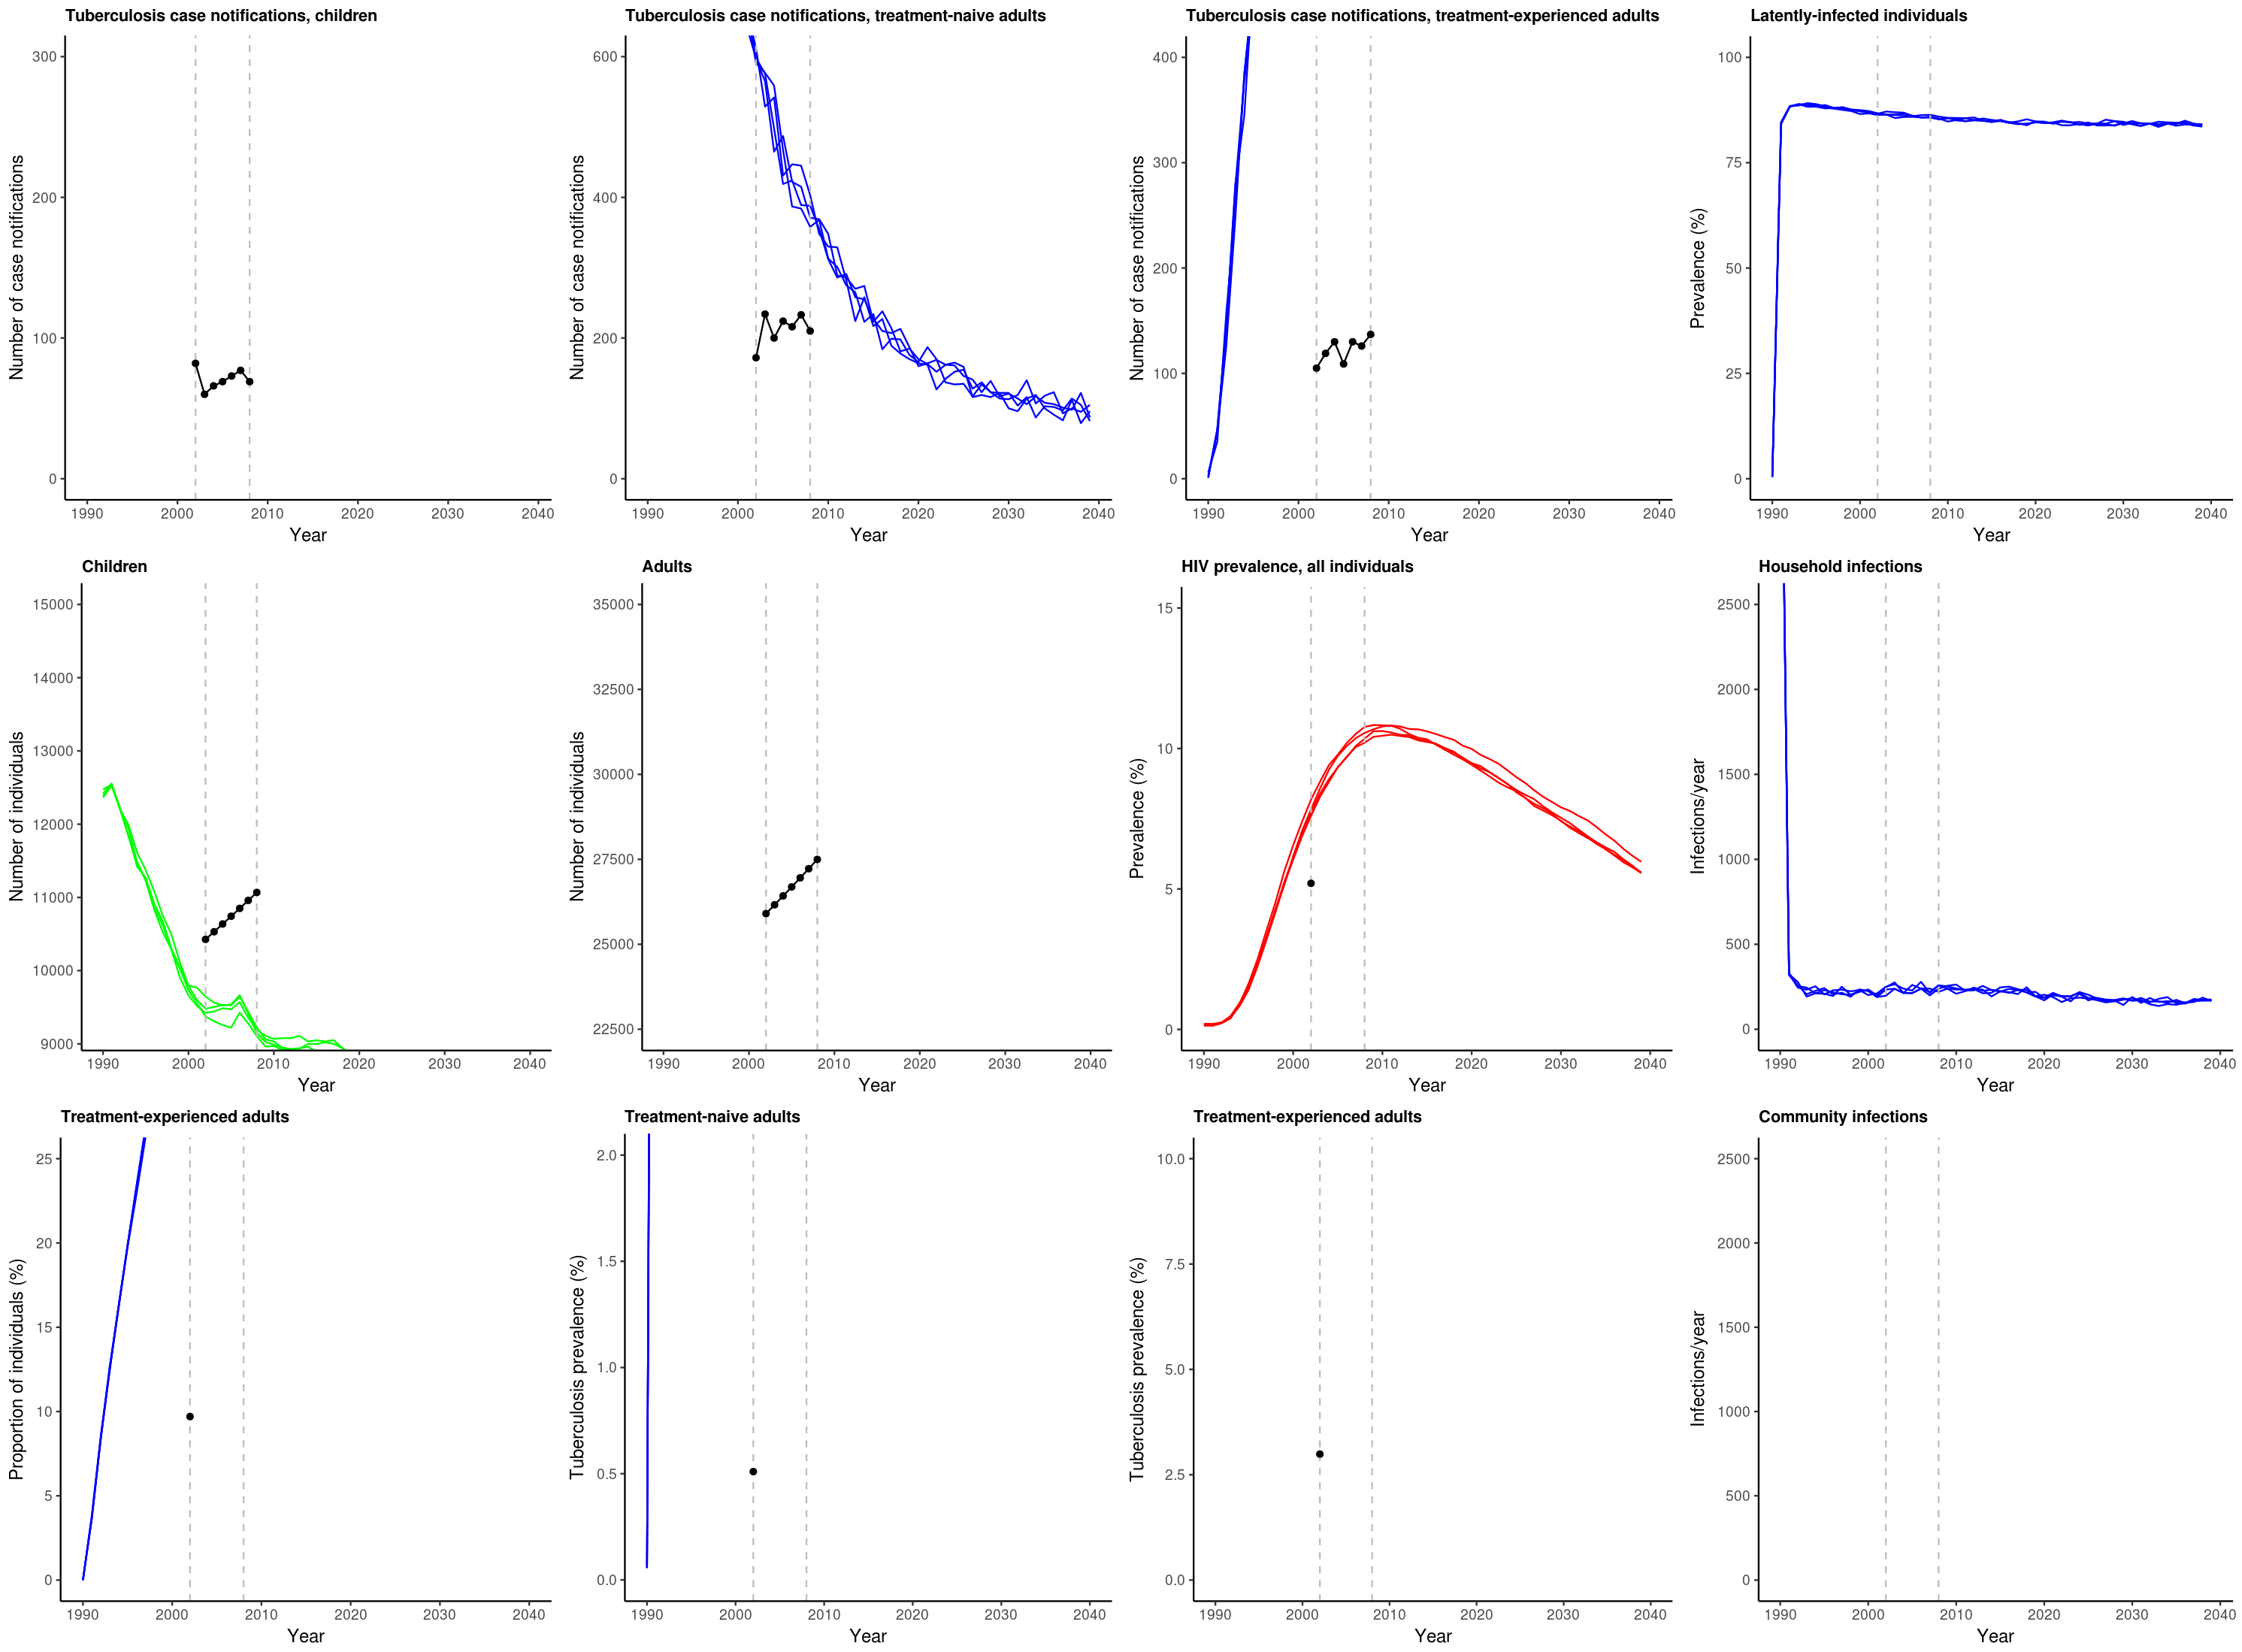 Tuberculosis case notifications, children
Number of case notifications
300
200
100
0
1990 2000 2010 2020 2030 2040
Year
Tuberculosis case notifications, treatment-naive adults
Number of case notifications
600
400
200
0
1990 2000 2010 2020 2030 2040
Year
Tuberculosis case notifications, treatment-experienced adults
Number of case notifications
400
300
200
100
0
1990 2000 2010 2020 2030 2040
Year
Latently-infected individuals
Prevalence (%)
100
75
50
25
0
1990 2000 2010 2020 2030 2040
Year
Children
Number of individuals
15000
14000
13000
12000
11000
10000
9000
1990 2000 2010 2020 2030 2040
Year
Adults
Number of individuals
35000
32500
30000
27500
25000
22500
1990 2000 2010 2020 2030 2040
Year
HIV prevalence, all individuals
Prevalence (%)
15
10
5
0
1990 2000 2010 2020 2030 2040
Year
Household infections
Infections/year
2500
2000
1500
1000
500
0
1990 2000 2010 2020 2030 2040
Year
Treatment-experienced adults
Proportion of individuals (%)
25
20
15
10
5
0
1990 2000 2010 2020 2030 2040
Year
Treatment-naive adults
Tuberculosis prevalence (%)
2.0
1.5
1.0
0.5
0.0
1990 2000 2010 2020 2030 2040
Year
Treatment-experienced adults
Tuberculosis prevalence (%)
10.0
7.5
5.0
2.5
0.0
1990 2000 2010 2020 2030 2040
Year
Community infections
Infections/year
2500
2000
1500
1000
500
0
1990 2000 2010 2020 2030 2040
Year